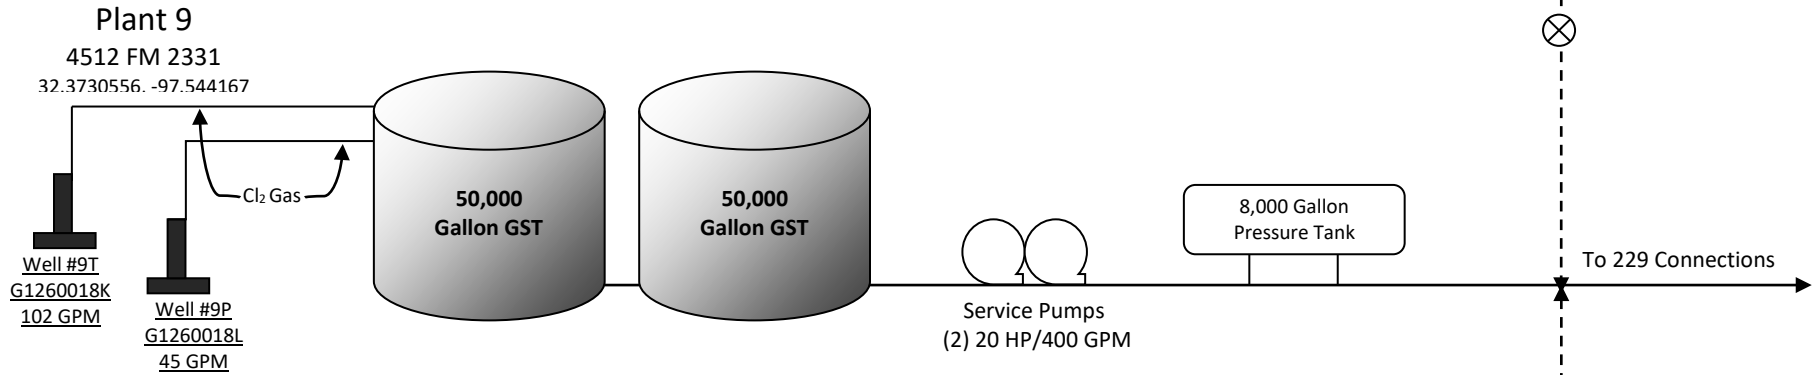 Plant 9
4512 FM 2331
32.3730556, -97.544167
Cl₂ Gas
50,000
Gallon GST
50,000
Gallon GST
8,000 Gallon
Pressure Tank
To 229 Connections
Well #9T
G1260018K
102 GPM
Well #9P
G1260018L
45 GPM
Service Pumps
(2) 20 HP/400 GPM